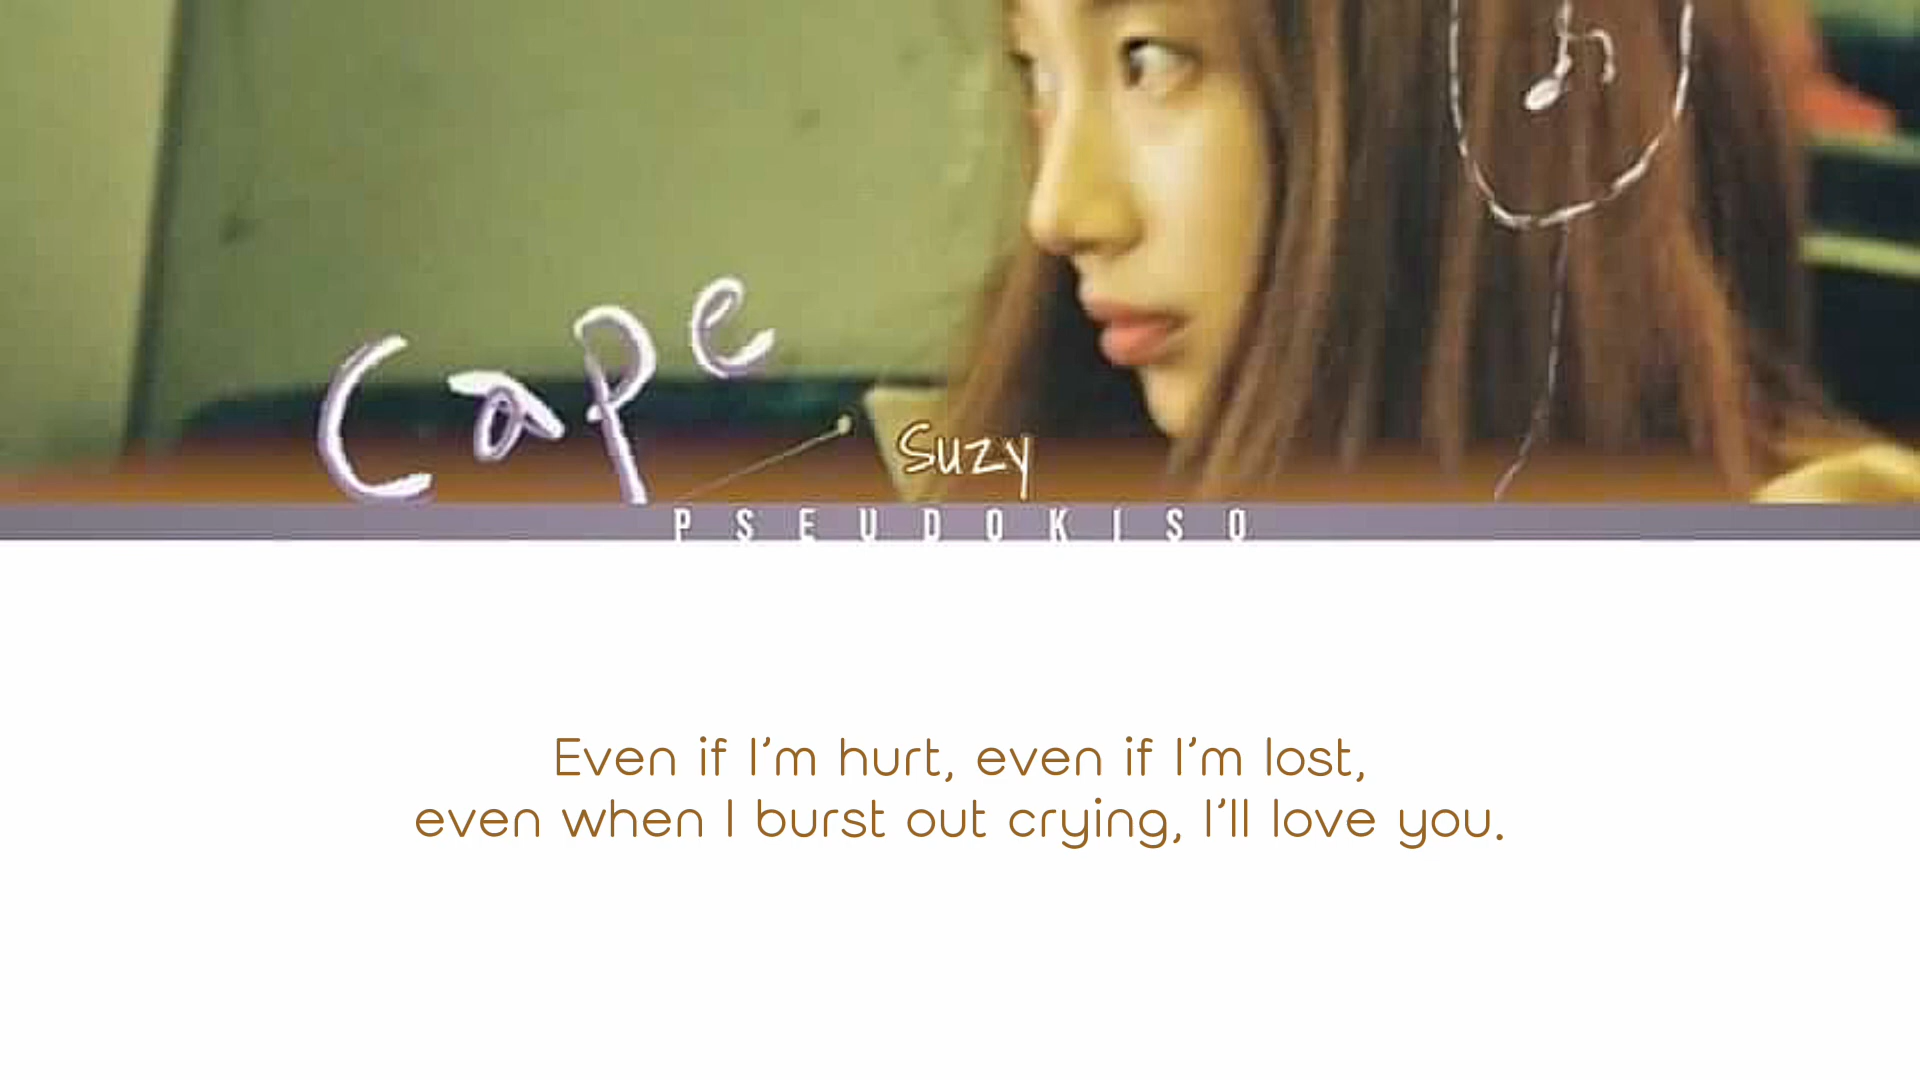 Cape
Suzy
PSEUDOKISO
Even if I'm hurt, even if I'm lost,
even when I burst out crying, I'll love you.